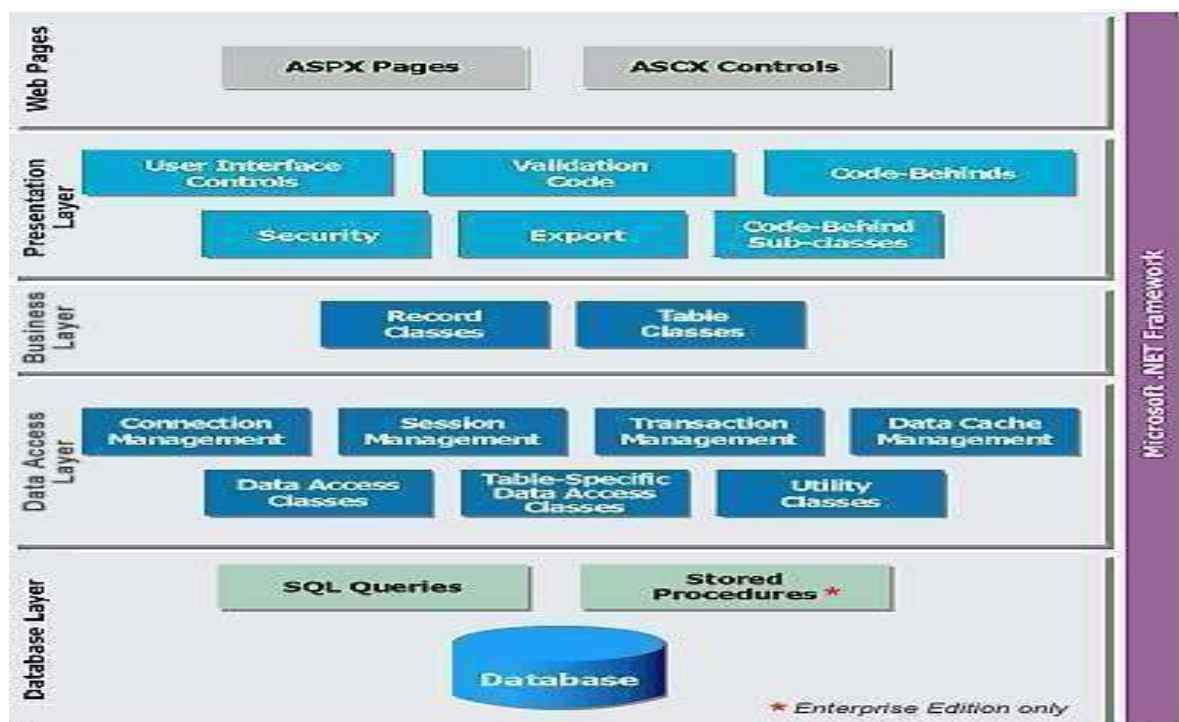 Web Pages
ASPX Pages
ASCX Controls
Presentation
Layer
User Interface
Controls
Validation
Code
Code-Behinds
Security
Export
Code-Behind
Sub-classes
Business
Layer
Record
Classes
Table
Classes
Data Access
Layer
Connection
Management
Session
Management
Transaction
Management
Data Cache
Management
Data Access
Classes
Table-Specific
Data Access
Classes
Utility
Classes
Database Layer
SQL Queries
Stored
Procedures *
Database
* Enterprise Edition only
Microsoft .NET Framework